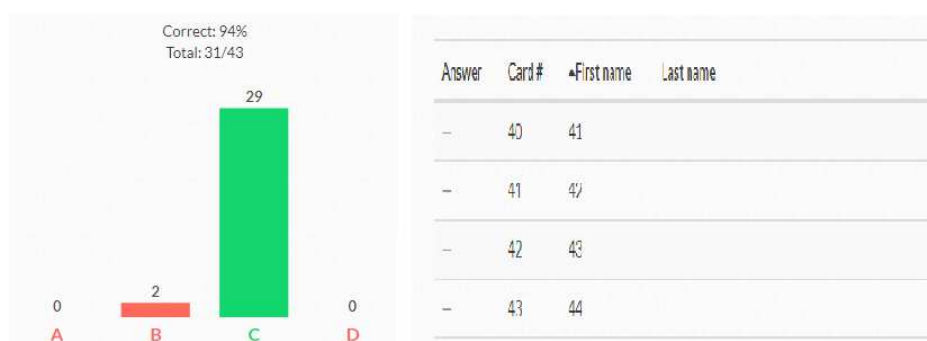 Correct: 94%
Total: 31/43
29
2
0
0
A B C D
Answer Card # ▲First name Last name
– 40 41
– 41 42
– 42 43
– 43 44